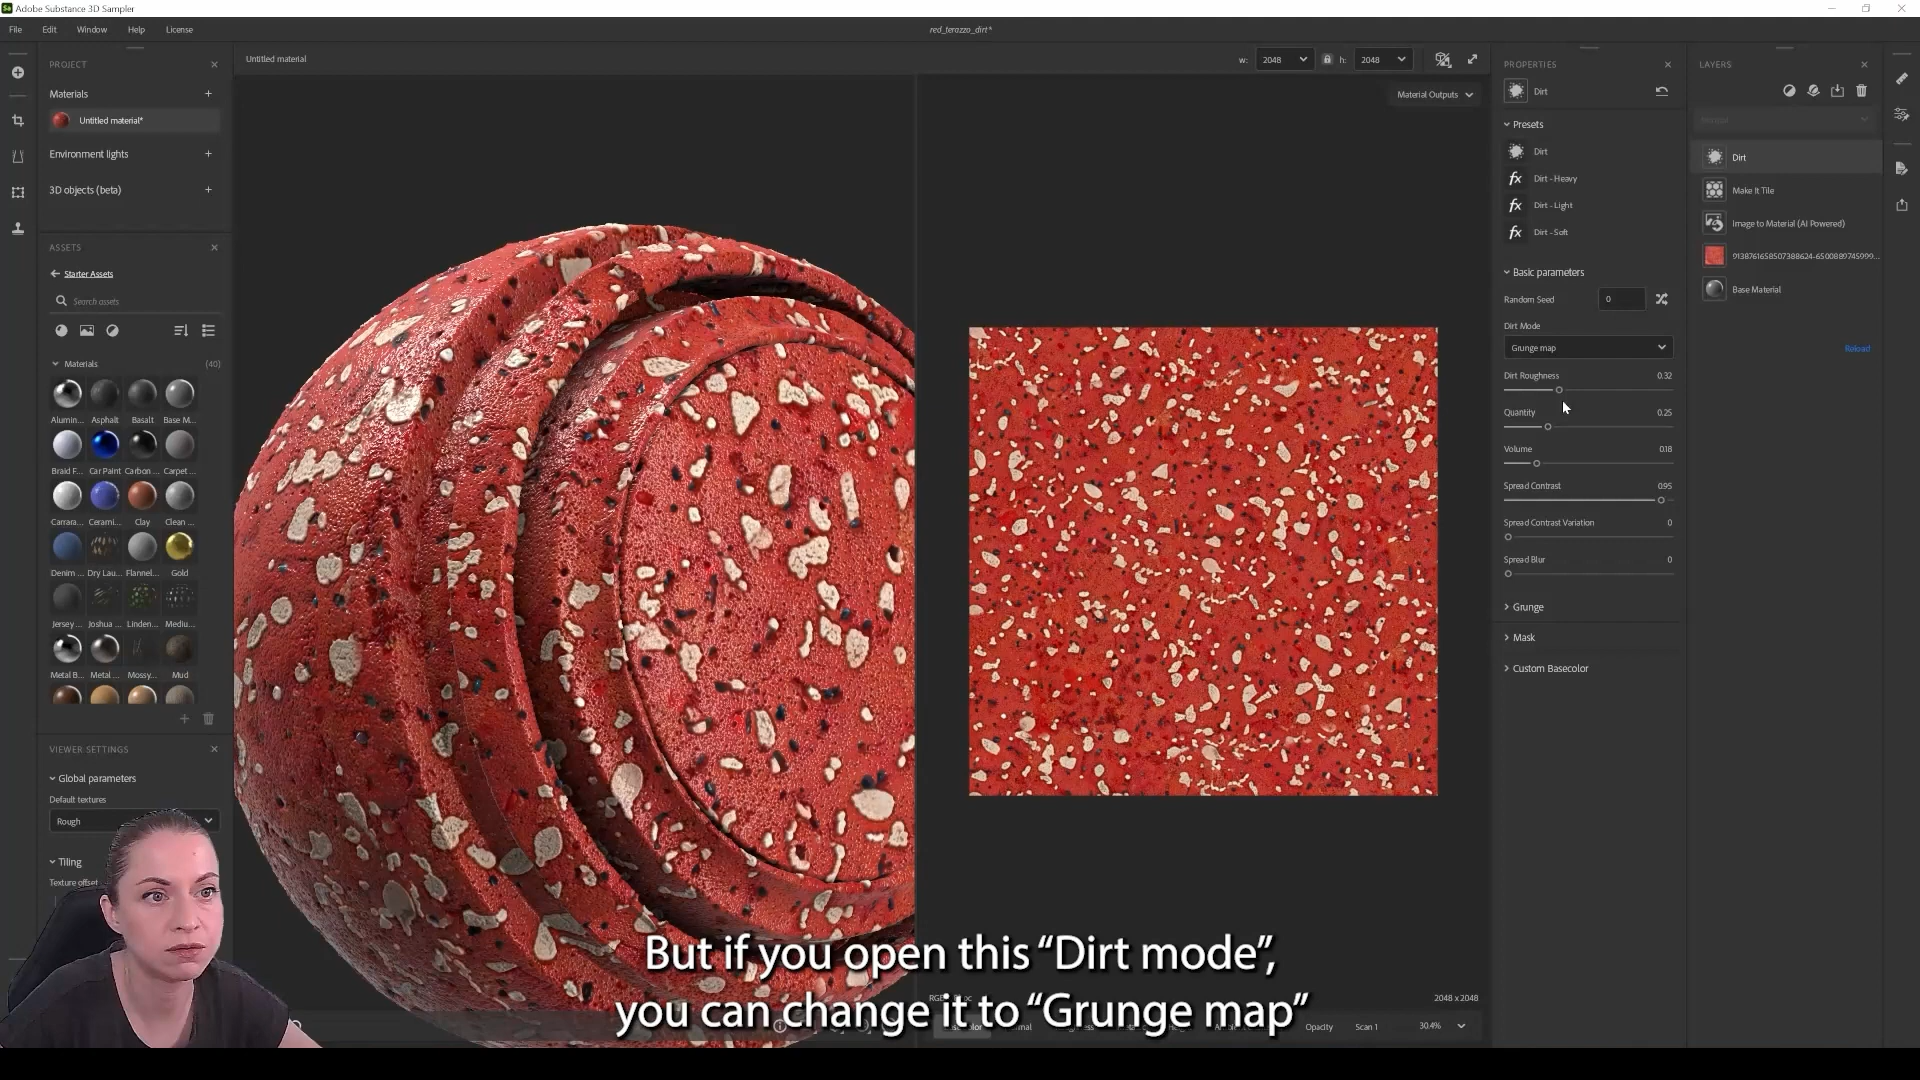 Adobe Substance 3D Sampler
File Edit Window Help License
red_terazzo_dirt*
PROJECT
Materials
Untitled material*
Environment lights
3D objects (beta)
ASSETS
Starter Assets
Search assets
Materials (40)
Alumin... Asphalt Basalt Base M...
Braid F... Car Paint Carbon ... Carpet ...
Carrara... Cerami... Clay Clean ...
Denim ... Dry Lau... Flannel... Gold
Jersey ... Joshua ... Linden... Mediu...
Metal B... Metal ... Mossy... Mud
VIEWER SETTINGS
Global parameters
Default textures
Rough
Tiling
Texture offset
Untitled material
w: 2048 h: 2048
Material Outputs
2048 x 2048
Opacity Scan 1 30.4%
PROPERTIES
Dirt
Presets
Dirt
Dirt - Heavy
Dirt - Light
Dirt - Soft
Basic parameters
Random Seed 0
Dirt Mode
Grunge map
Dirt Roughness 0.32
Quantity 0.25
Volume 0.18
Spread Contrast 0.95
Spread Contrast Variation 0
Spread Blur 0
Grunge
Mask
Custom Basecolor
LAYERS
Dirt
Make It Tile
Image to Material (AI Powered)
9138761658507388624-6500889745999...
Base Material
Reload
But if you open this “Dirt mode”,
you can change it to “Grunge map”